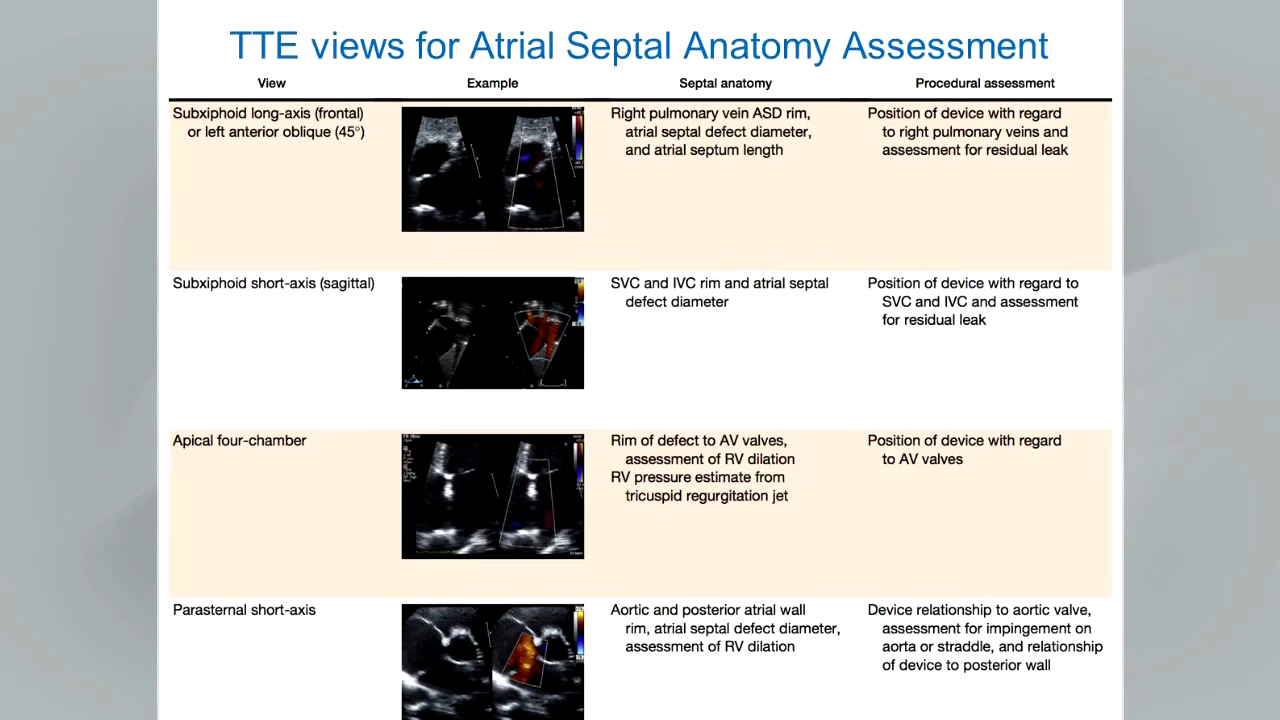 TTE views for Atrial Septal Anatomy Assessment
View Example Septal anatomy Procedural assessment
Subxiphoid long-axis (frontal)
or left anterior oblique (45°)
Right pulmonary vein ASD rim,
atrial septal defect diameter,
and atrial septum length
Position of device with regard
to right pulmonary veins and
assessment for residual leak
Subxiphoid short-axis (sagittal)
SVC and IVC rim and atrial septal
defect diameter
Position of device with regard to
SVC and IVC and assessment
for residual leak
Apical four-chamber
Rim of defect to AV valves,
assessment of RV dilation
RV pressure estimate from
tricuspid regurgitation jet
Position of device with regard
to AV valves
Parasternal short-axis
Aortic and posterior atrial wall
rim, atrial septal defect diameter,
assessment of RV dilation
Device relationship to aortic valve,
assessment for impingement on
aorta or straddle, and relationship
of device to posterior wall